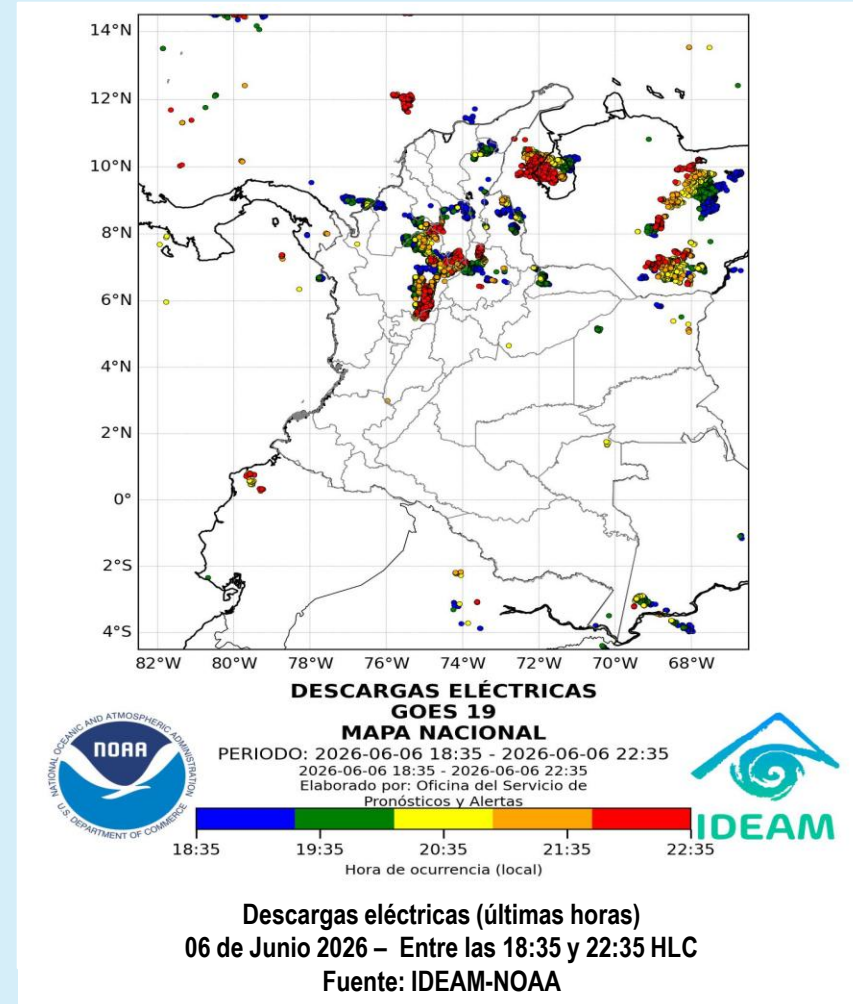 14°N
12°N
10°N
8°N
6°N
4°N
2°N
0°
2°S
4°S
82°W 80°W 78°W 76°W 74°W 72°W 70°W 68°W
DESCARGAS ELÉCTRICAS
GOES 19
MAPA NACIONAL
PERIODO: 2026-06-06 18:35 - 2026-06-06 22:35
2026-06-06 18:35 - 2026-06-06 22:35
Elaborado por: Oficina del Servicio de
Pronósticos y Alertas
NATIONAL OCEANIC AND ATMOSPHERIC ADMINISTRATION
NOAA
U.S. DEPARTMENT OF COMMERCE
IDEAM
18:35 19:35 20:35 21:35 22:35
Hora de ocurrencia (local)
Descargas eléctricas (últimas horas)
06 de Junio 2026 – Entre las 18:35 y 22:35 HLC
Fuente: IDEAM-NOAA